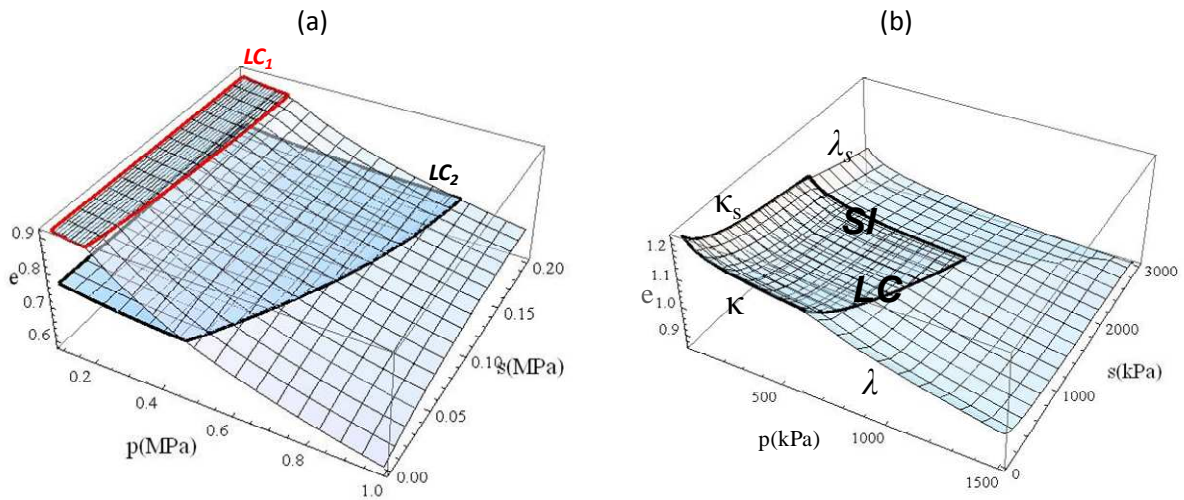 (a)
(b)
LC1
LC2
0.9
0.8
0.7
0.6
e
0.2
0.4
0.6
0.8
1.0
p(MPa)
0.00
0.05
0.10
0.15
0.20
s(MPa)
λs
κs
SI
LC
κ
λ
1.2
1.1
1.0
0.9
e
500
1000
1500
p(kPa)
0
1000
2000
3000
s(kPa)